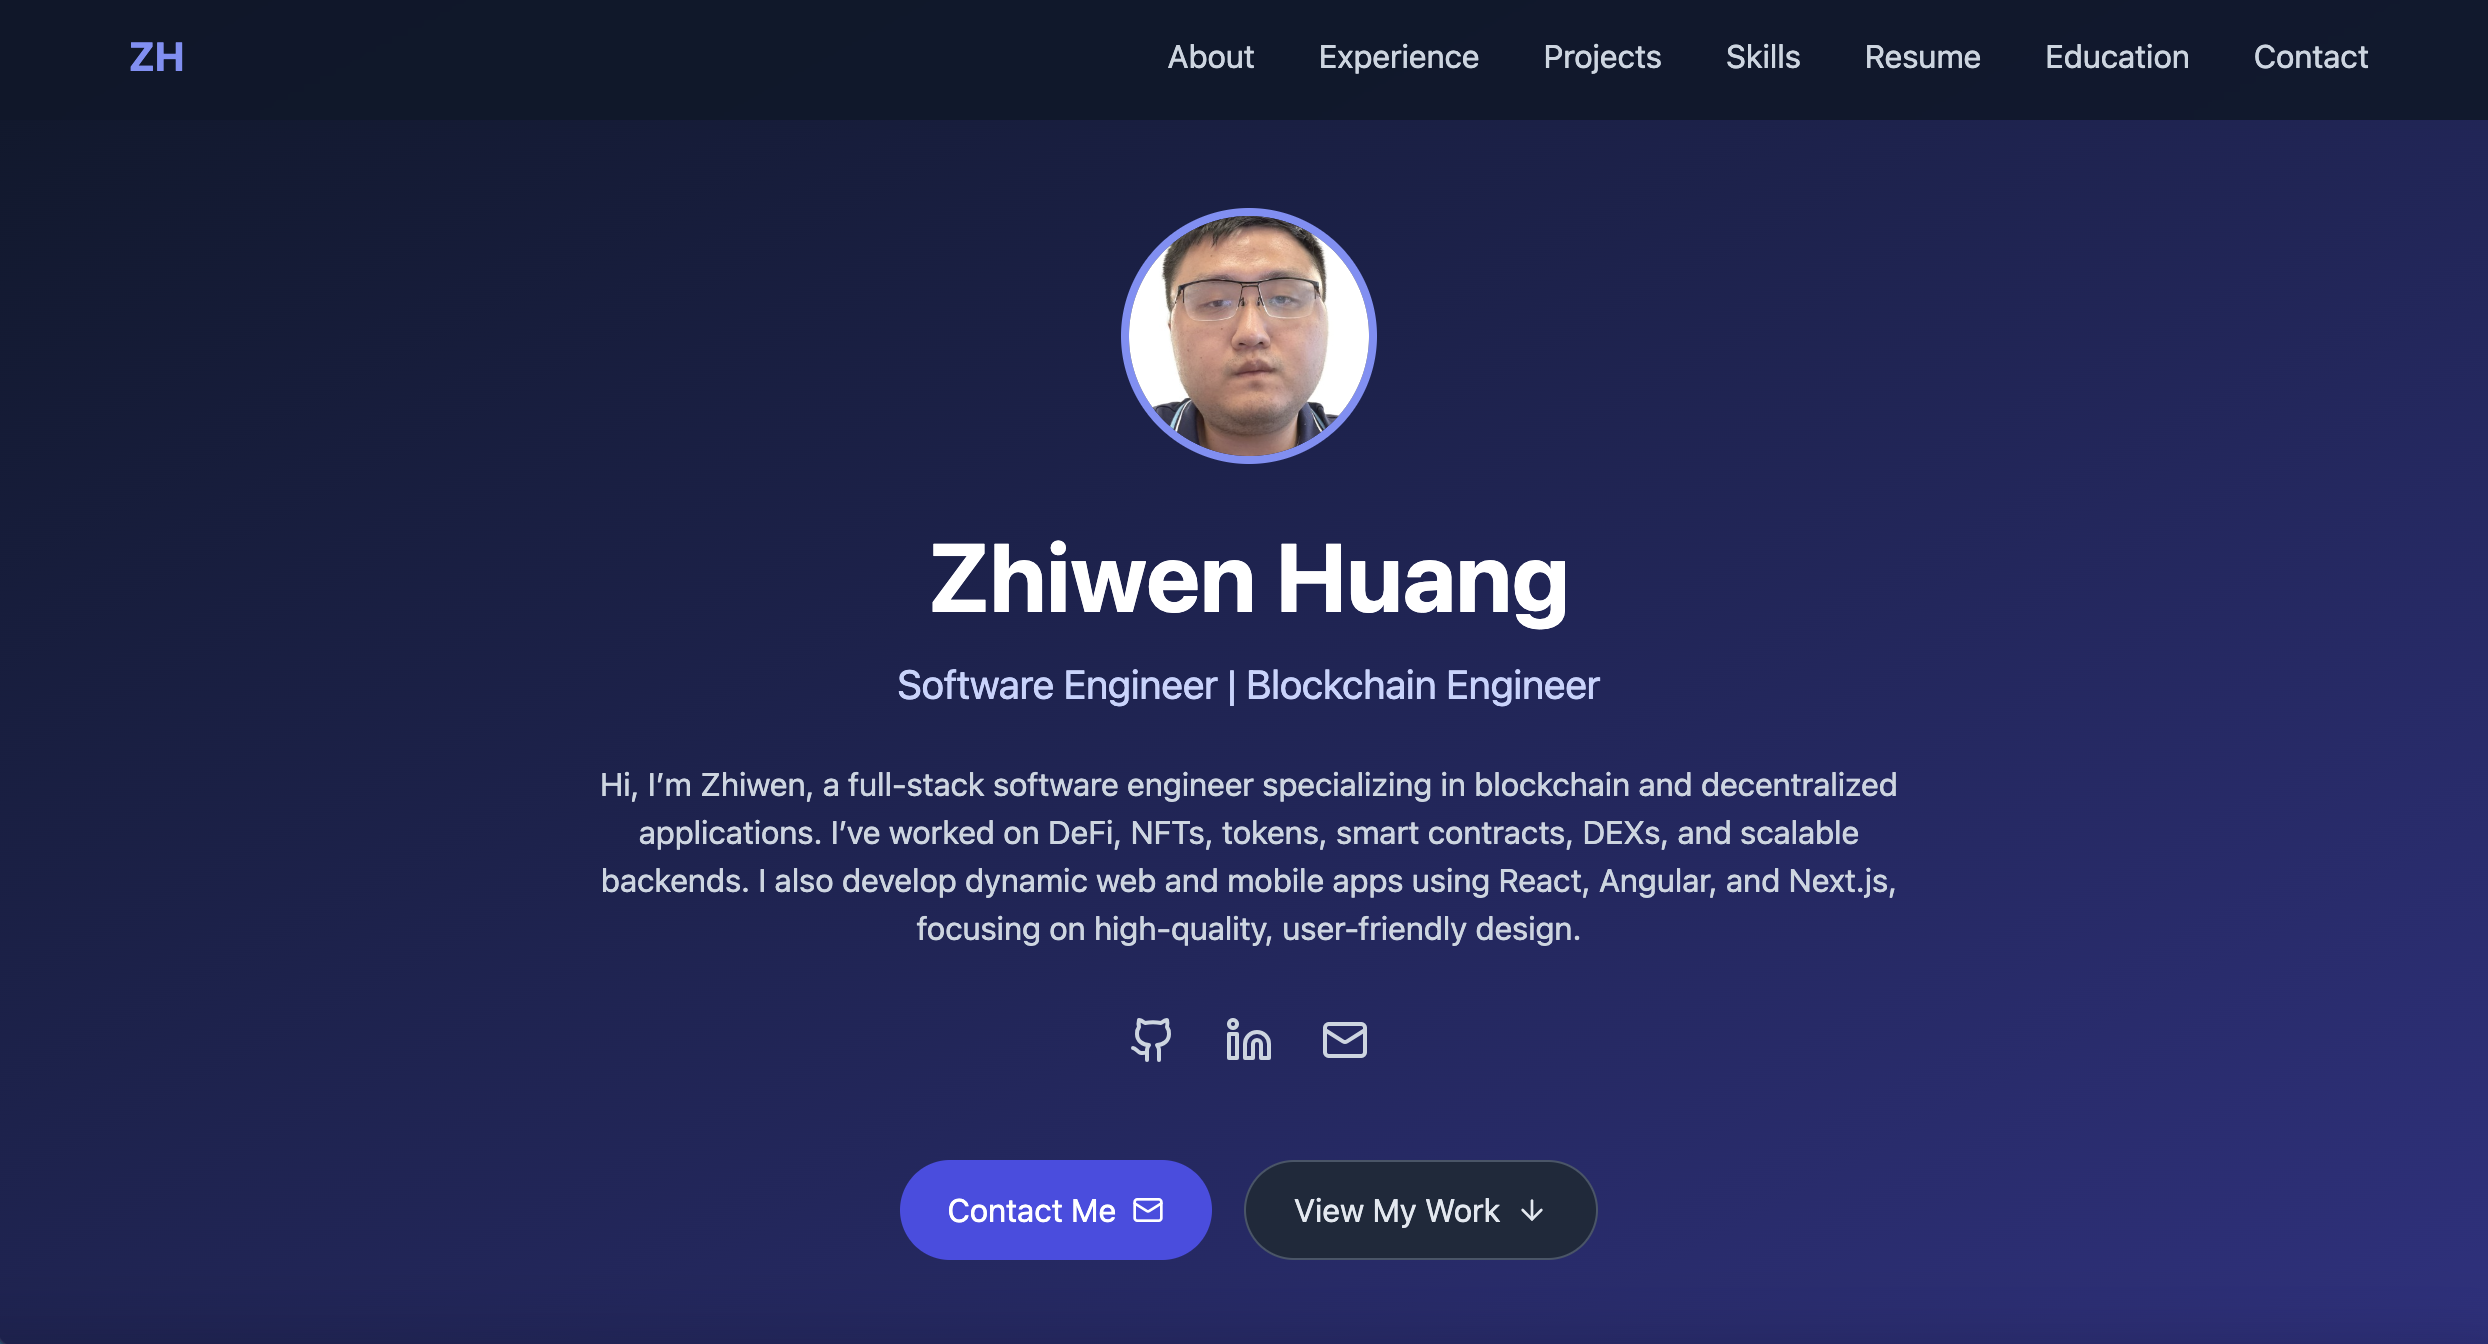 ZH
About Experience Projects Skills Resume Education Contact
Zhiwen Huang
Software Engineer | Blockchain Engineer
Hi, I’m Zhiwen, a full-stack software engineer specializing in blockchain and decentralized
applications. I’ve worked on DeFi, NFTs, tokens, smart contracts, DEXs, and scalable
backends. I also develop dynamic web and mobile apps using React, Angular, and Next.js,
focusing on high-quality, user-friendly design.
in
Contact Me
View My Work